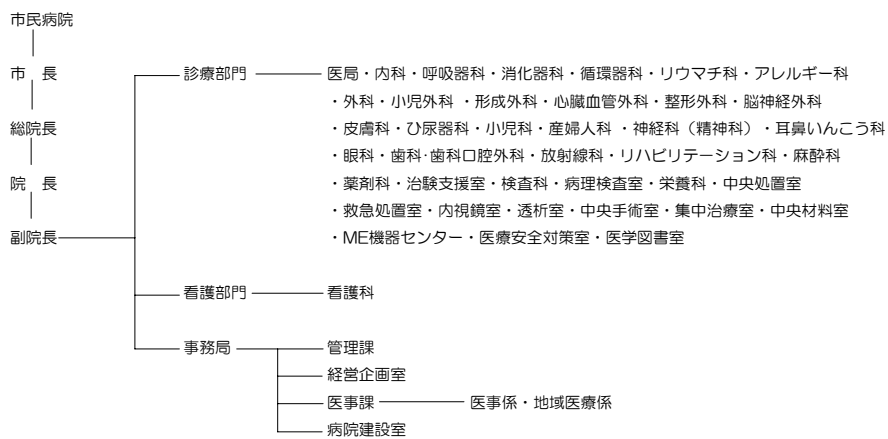 市民病院
市　長　診療部門　医局・内科・呼吸器科・消化器科・循環器科・リウマチ科・アレルギー科
・外科・小児外科 ・形成外科・心臓血管外科・整形外科・脳神経外科
総院長　・皮膚科・ひ尿器科・小児科・産婦人科 ・神経科（精神科）・耳鼻いんこう科
・眼科・歯科･歯科口腔外科・放射線科・リハビリテーション科・麻酔科
院　長　・薬剤科・治験支援室・検査科・病理検査室・栄養科・中央処置室
・救急処置室・内視鏡室・透析室・中央手術室・集中治療室・中央材料室
副院長　・ME機器センター・医療安全対策室・医学図書室
看護部門　看護科
事務局　管理課
経営企画室
医事課　医事係・地域医療係
病院建設室